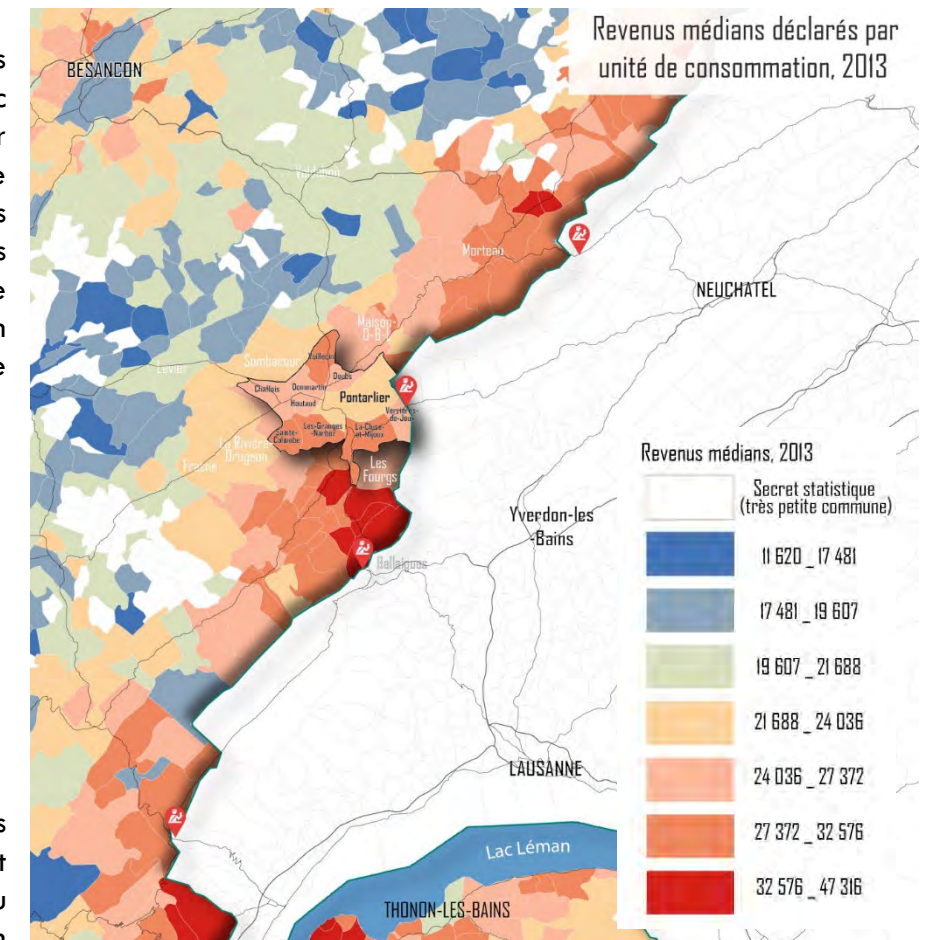 s
c
r
e
s
s
e
n
e
s
t
u
n
Revenus médians déclarés par
unité de consommation, 2013
BESANCON
Valdahon
Morteau
NEUCHATEL
Maison-
D-B-L
Sombacour
Vuillecin
Levier
Doubs
Chaffois
Dommartin
Pontarlier
Houtaud
Verrières-
de-Joux
Sainte-
Colombe
Les-Granges
-Narboz
La-Cluse
-et-Mijoux
La Rivière
Drugeon
Frasne
Les
Fourgs
Yverdon-les
-Bains
Ballaigues
LAUSANNE
Lac Léman
THONON-LES-BAINS
Revenus médians, 2013
Secret statistique
(très petite commune)
11 620 _ 17 481
17 481 _ 19 607
19 607 _ 21 688
21 688 _ 24 036
24 036 _ 27 372
27 372 _ 32 576
32 576 _ 47 316